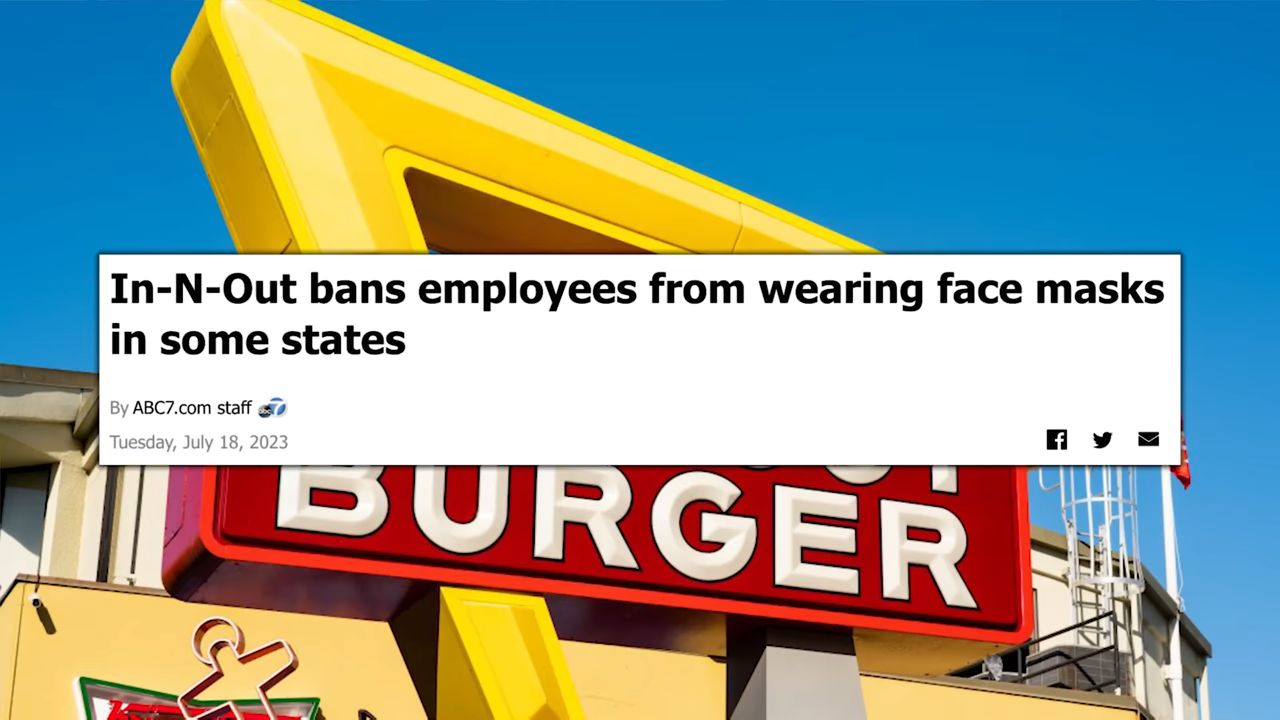 In-N-Out bans employees from wearing face masks
in some states
By ABC7.com staff
Tuesday, July 18, 2023
BURGER